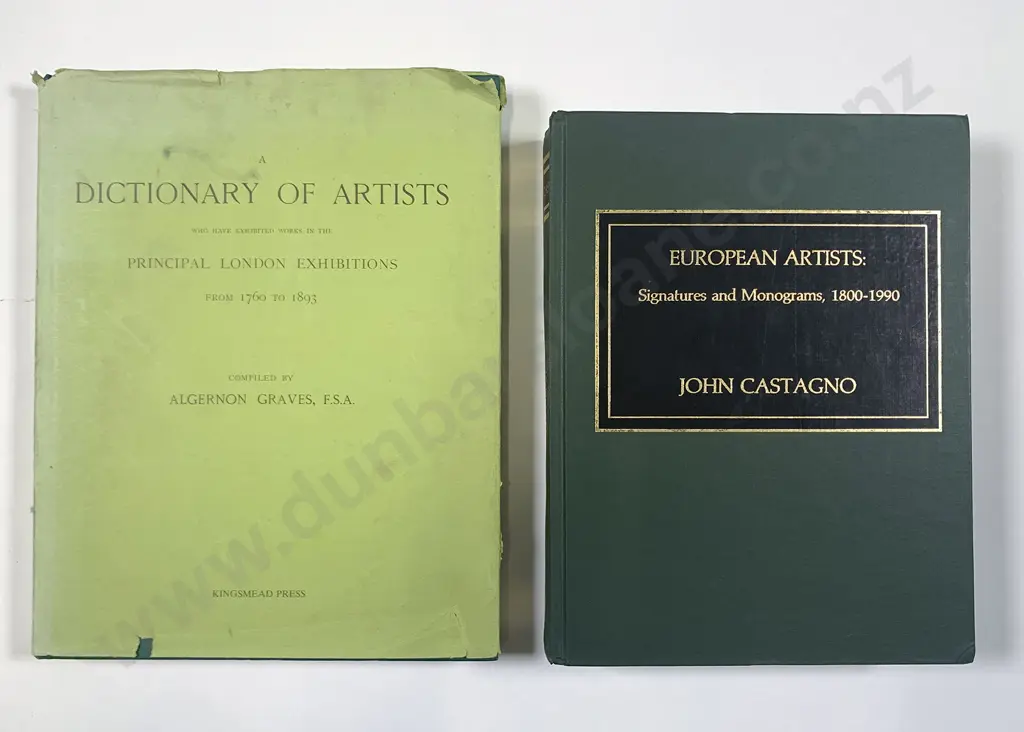 A
DICTIONARY OF ARTISTS
WHO HAVE EXHIBITED WORKS IN THE
PRINCIPAL LONDON EXHIBITIONS
FROM 1760 TO 1893
COMPILED BY
ALGERNON GRAVES, F.S.A.
KINGSMEAD PRESS
EUROPEAN ARTISTS:
Signatures and Monograms, 1800-1990
JOHN CASTAGNO
www.dunbarsloane.co.nz